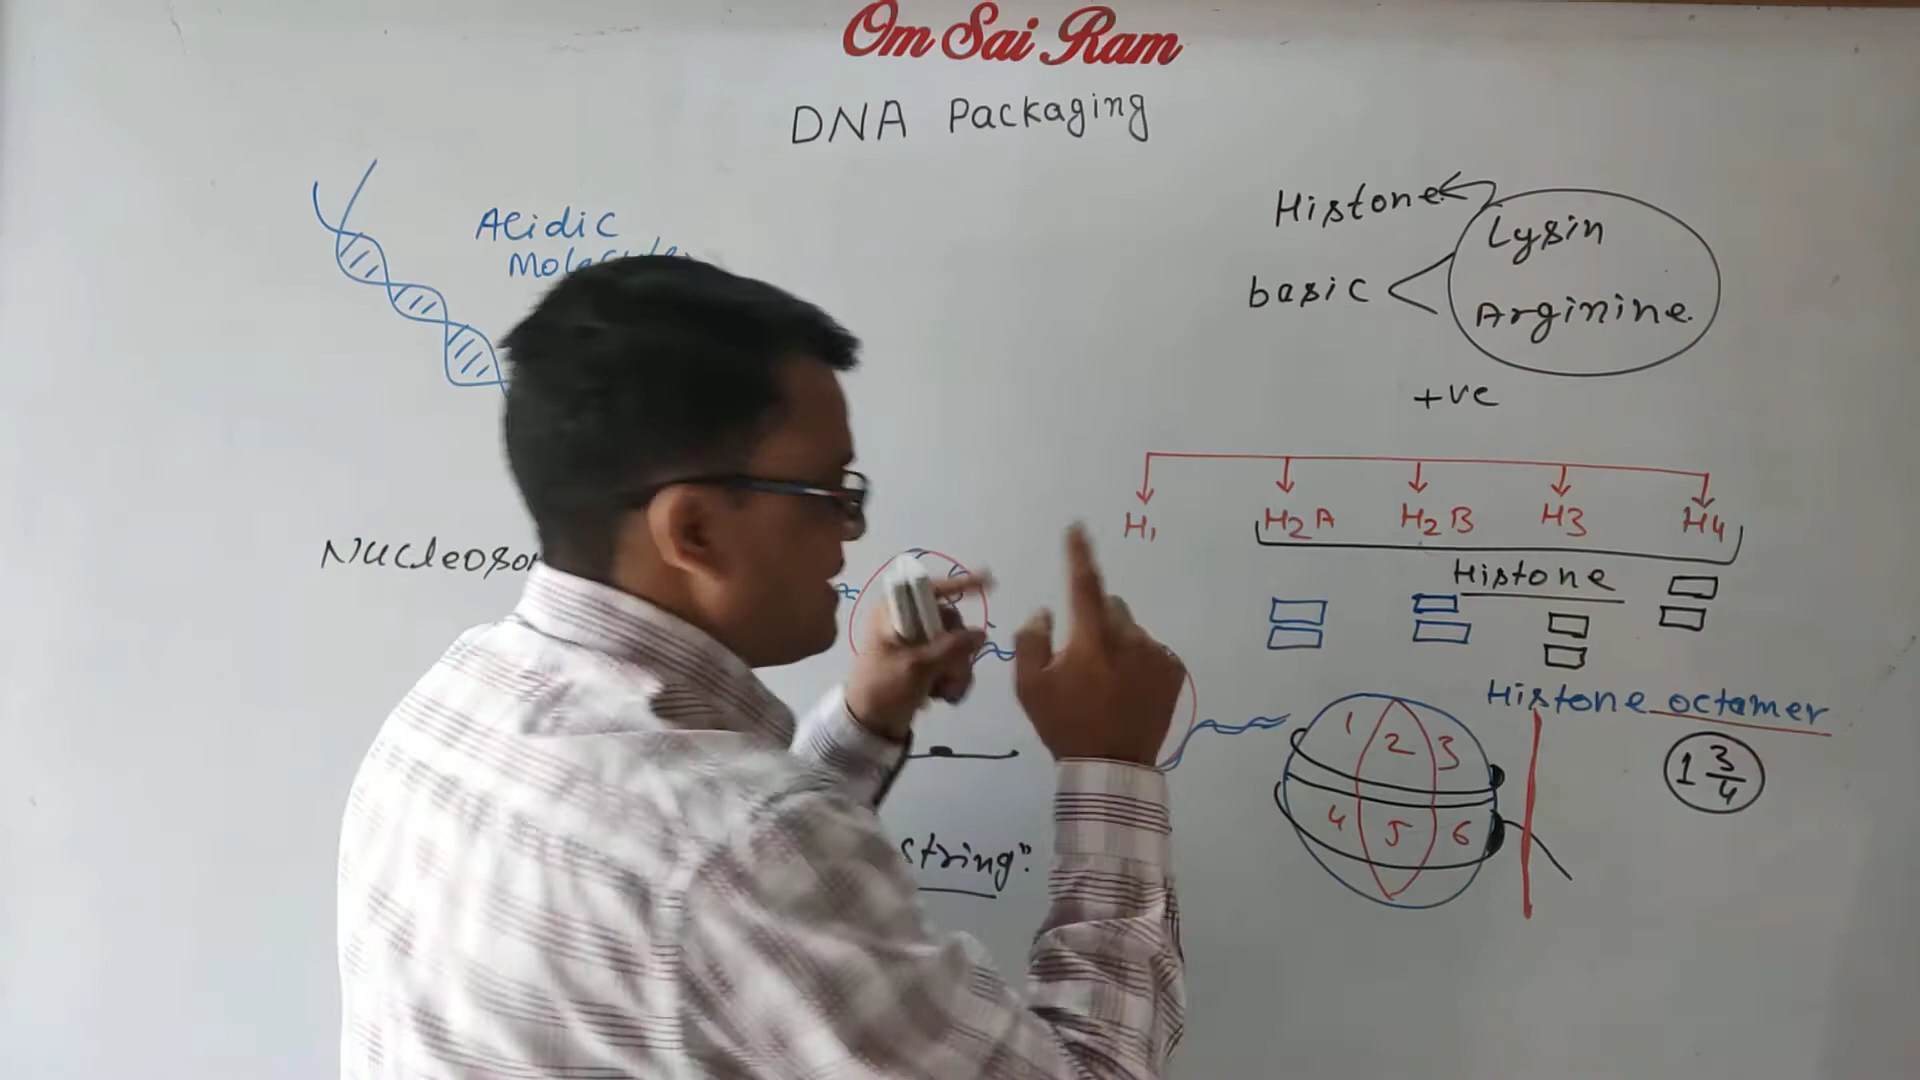 Om Sai Ram
DNA Packaging
Histone
Lysin
Acidic
basic
Arginine.
+ve
H1 H2A H2B H3 H4
Histone
Histone octamer
1 2 3
1 3/4
4 5 6
string".